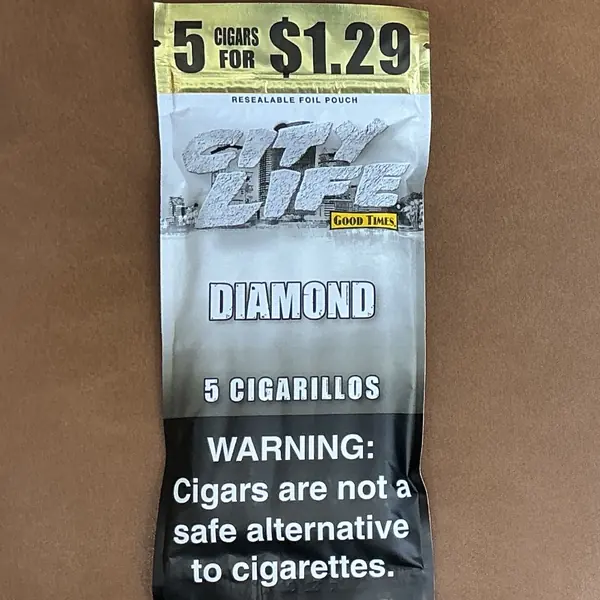 5 CIGARS FOR $1.29
RESEALABLE FOIL POUCH
CITY
LIFE
GOOD TIMES
DIAMOND
5 CIGARILLOS
WARNING:
Cigars are not a
safe alternative
to cigarettes.